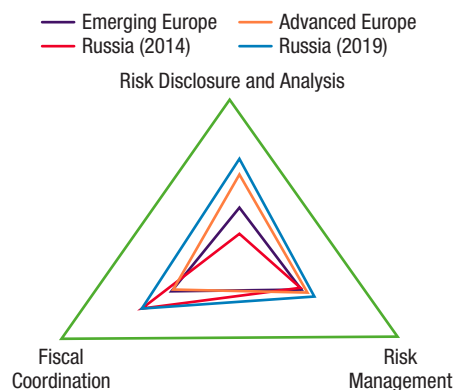 Emerging Europe
Advanced Europe
Russia (2014)
Russia (2019)
Risk Disclosure and Analysis
Fiscal
Coordination
Risk
Management